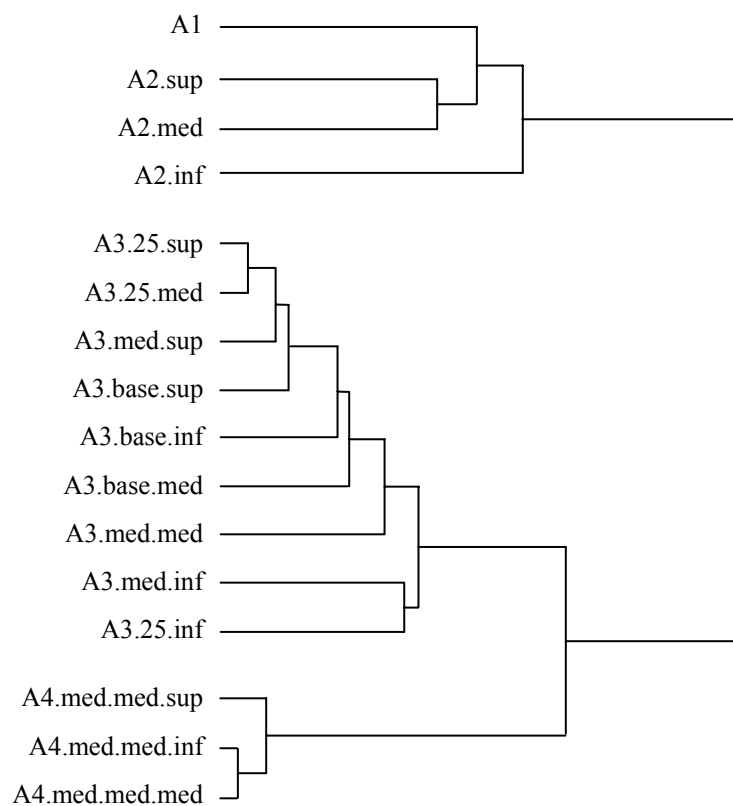 A1
A2.sup
A2.med
A2.inf
A3.25.sup
A3.25.med
A3.med.sup
A3.base.sup
A3.base.inf
A3.base.med
A3.med.med
A3.med.inf
A3.25.inf
A4.med.med.sup
A4.med.med.inf
A4.med.med.med